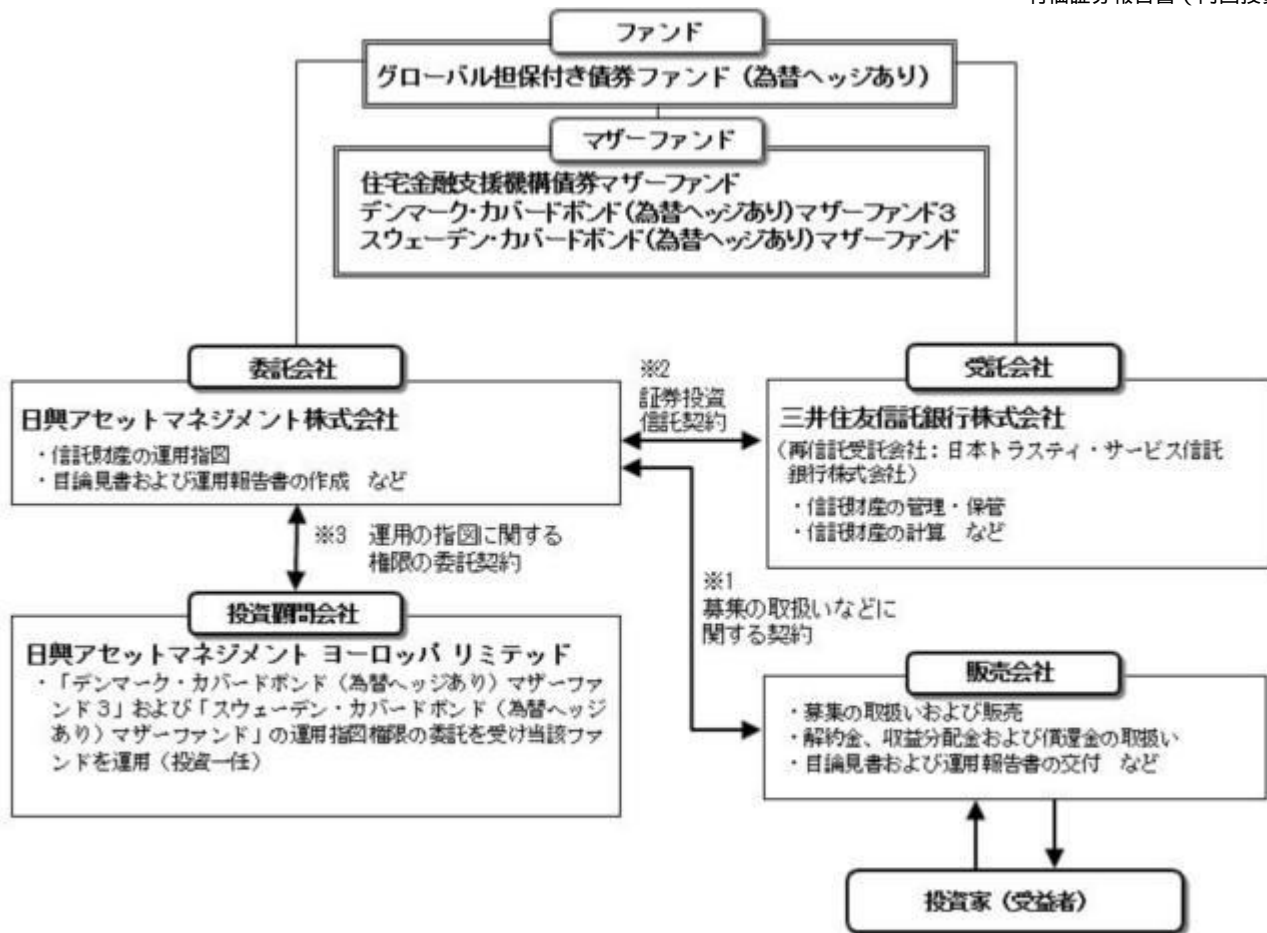 ファンド
グローバル担保付き債券ファンド（為替ヘッジあり）
マザーファンド
住宅金融支援機構債券マザーファンド
デンマーク・カバードボンド(為替ヘッジあり)マザーファンド3
スウェーデン・カバードボンド(為替ヘッジあり)マザーファンド
委託会社
日興アセットマネジメント株式会社
・信託財産の運用指図
・目論見書および運用報告書の作成　など
※2
証券投資
信託契約
受託会社
三井住友信託銀行株式会社
（再信託受託会社：日本トラスティ・サービス信託
銀行株式会社）
・信託財産の管理・保管
・信託財産の計算　など
※3　運用の指図に関する
権限の委託契約
※1
募集の取扱いなどに
関する契約
投資顧問会社
日興アセットマネジメント ヨーロッパ リミテッド
・「デンマーク・カバードボンド（為替ヘッジあり）マザーファ
ンド３」および「スウェーデン・カバードボンド（為替ヘッジ
あり）マザーファンド」の運用指図権限の委託を受け当該ファ
ンドを運用（投資一任）
販売会社
・募集の取扱いおよび販売
・解約金、収益分配金および償還金の取扱い
・目論見書および運用報告書の交付　など
投資家（受益者）